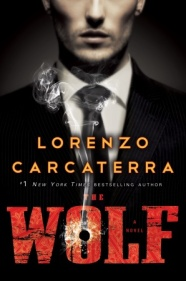 LORENZO
CARCATERRA
#1 NEW YORK TIMES BESTSELLING AUTHOR
THE
WOLF
A
NOVEL